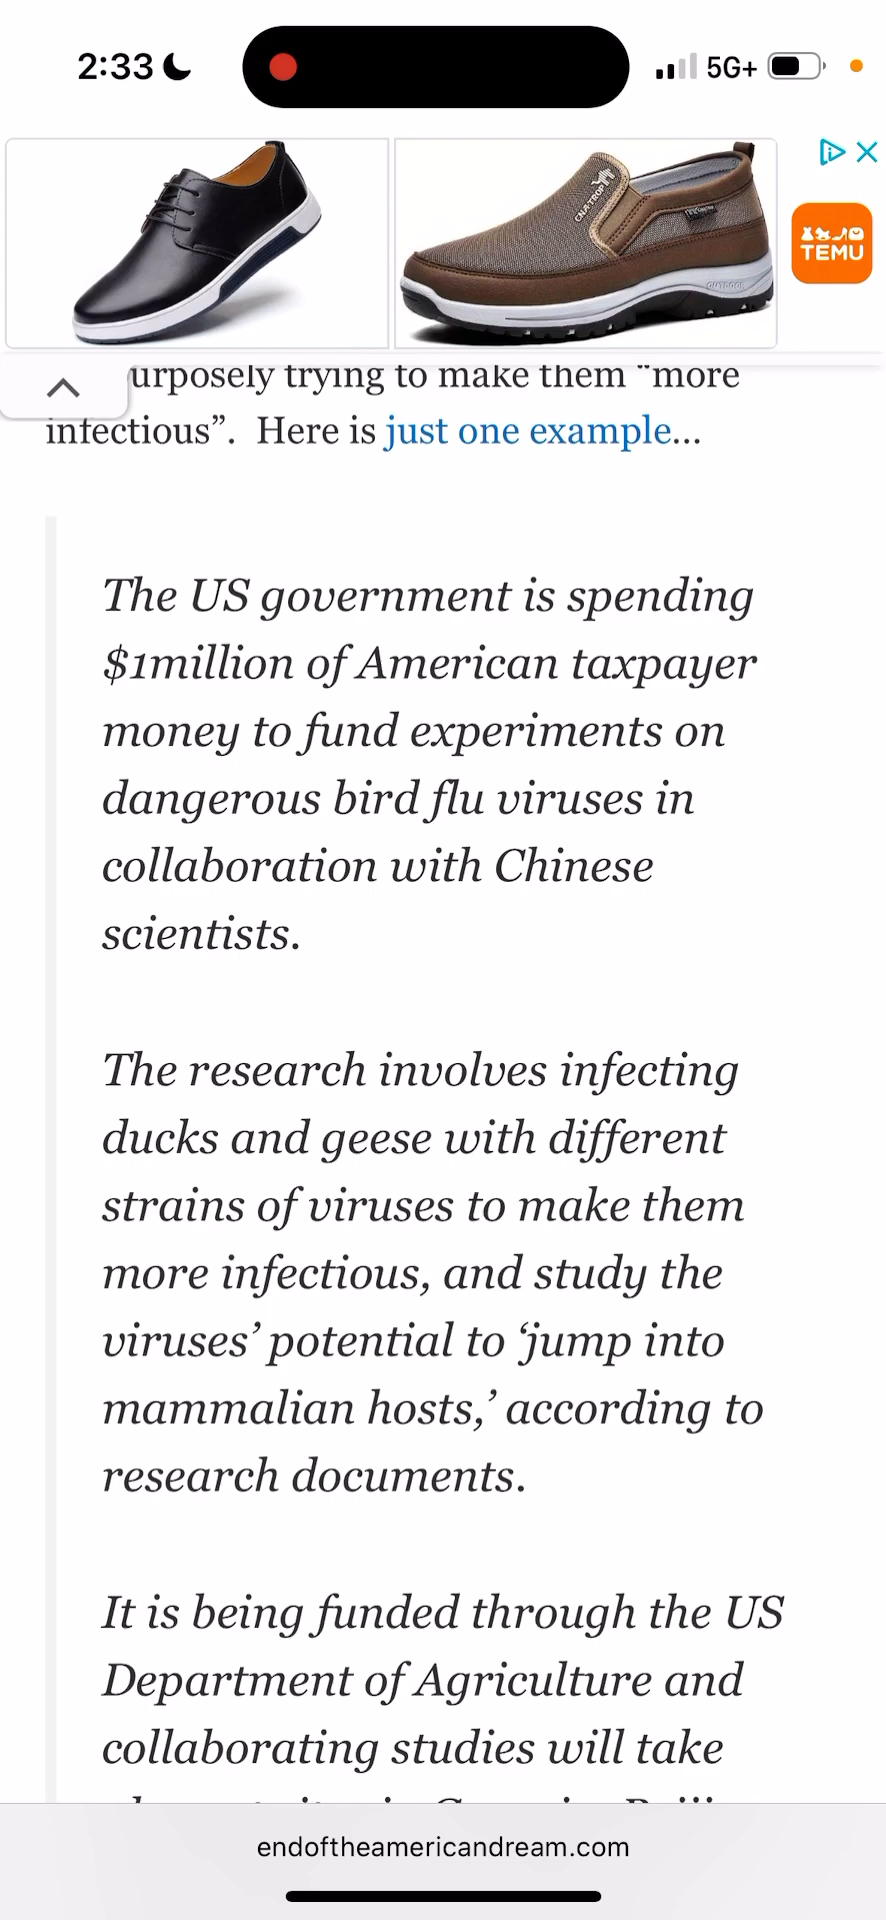 2:33
5G+
CNATROP
TEMU
urposely trying to make them “more
infectious”. Here is just one example...
The US government is spending
$1million of American taxpayer
money to fund experiments on
dangerous bird flu viruses in
collaboration with Chinese
scientists.
The research involves infecting
ducks and geese with different
strains of viruses to make them
more infectious, and study the
viruses’ potential to ‘jump into
mammalian hosts,’ according to
research documents.
It is being funded through the US
Department of Agriculture and
collaborating studies will take
endoftheamericandream.com